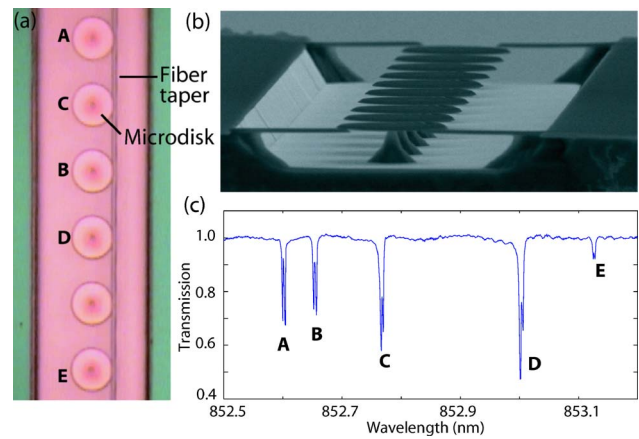 (a)
A
C
B
D
E
Fiber
taper
Microdisk
(b)
(c)
1.0
0.8
0.6
0.4
Transmission
A
B
C
D
E
852.5
852.7
852.9
853.1
Wavelength (nm)